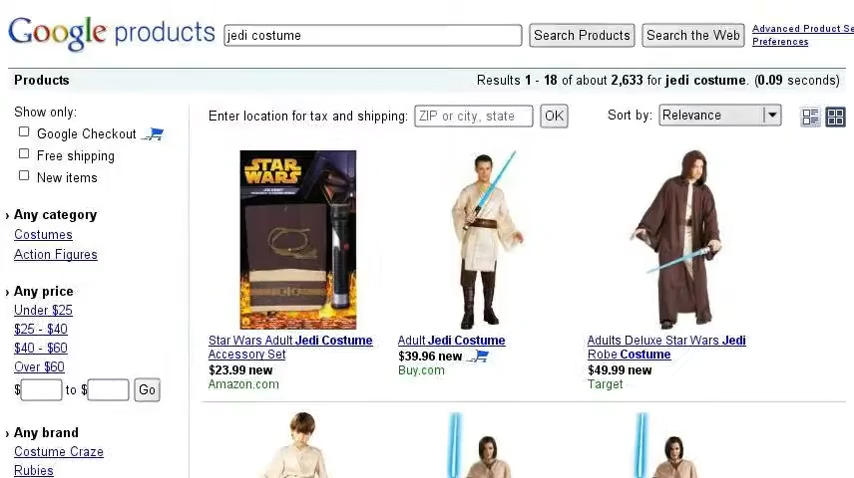 Google products
jedi costume
Search Products
Search the Web
Advanced Product Se
Preferences
Products
Results 1 - 18 of about 2,633 for jedi costume. (0.09 seconds)
Show only:
Google Checkout
Free shipping
New items
Enter location for tax and shipping:
ZIP or city, state
OK
Sort by:
Relevance
› Any category
Costumes
Action Figures
› Any price
Under $25
$25 - $40
$40 - $60
Over $60
$ to $ Go
› Any brand
Costume Craze
Rubies
STAR WARS
Star Wars Adult Jedi Costume
Accessory Set
$23.99 new
Amazon.com
Adult Jedi Costume
$39.96 new
Buy.com
Adults Deluxe Star Wars Jedi
Robe Costume
$49.99 new
Target